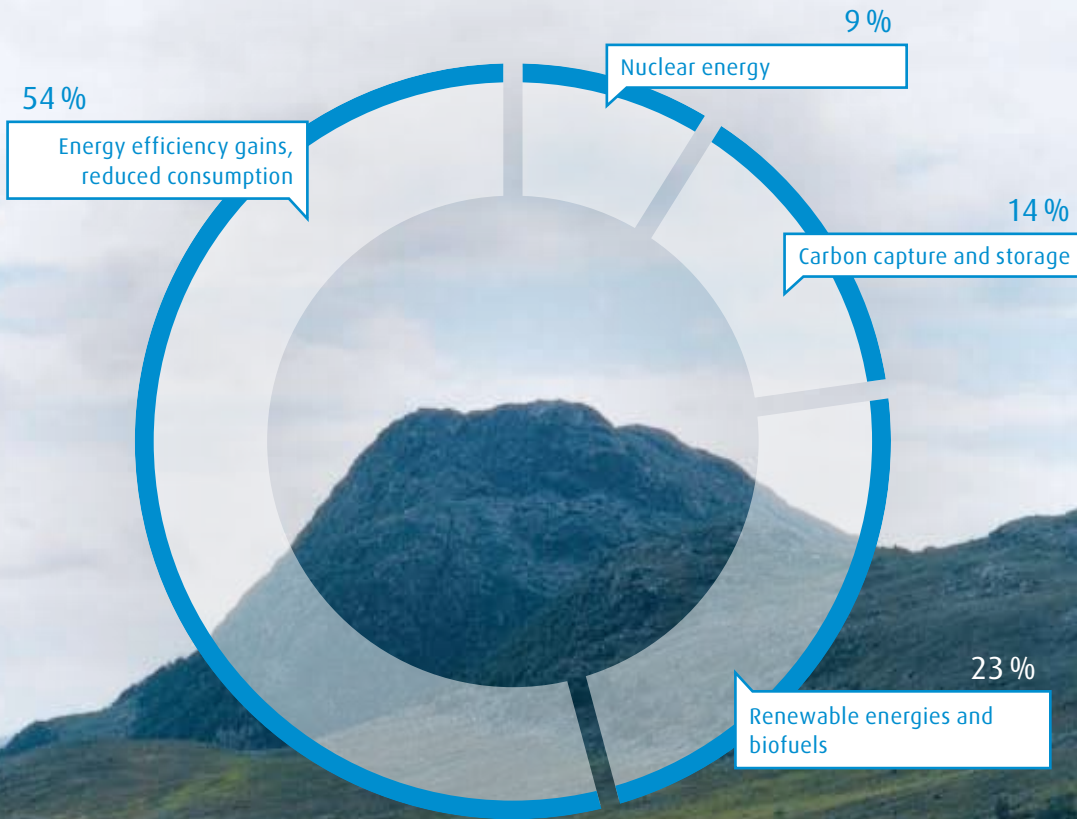 9 %
Nuclear energy
54 %
Energy efficiency gains,
reduced consumption
14 %
Carbon capture and storage
23 %
Renewable energies and
biofuels